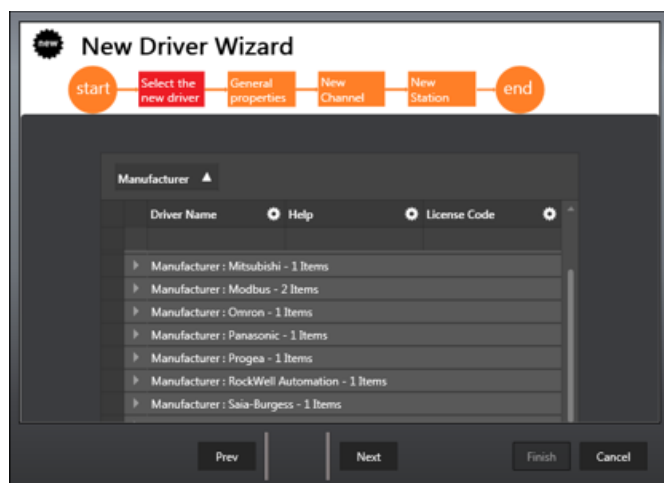 new
New Driver Wizard
start
Select the
new driver
General
properties
New
Channel
New
Station
end
Manufacturer
Driver Name
Help
License Code
Manufacturer : Mitsubishi - 1 Items
Manufacturer : Modbus - 2 Items
Manufacturer : Omron - 1 Items
Manufacturer : Panasonic - 1 Items
Manufacturer : Progea - 1 Items
Manufacturer : RockWell Automation - 1 Items
Manufacturer : Saia-Burgess - 1 Items
Prev
Next
Finish
Cancel